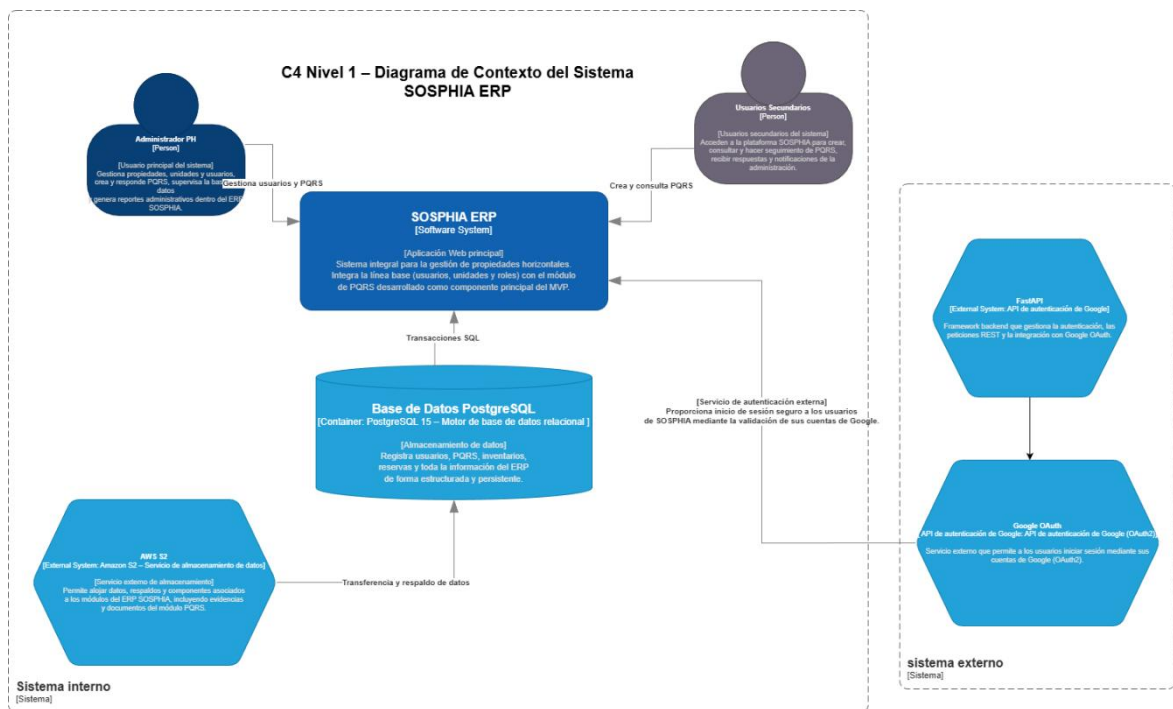 C4 Nivel 1 – Diagrama de Contexto del Sistema
SOSPHIA ERP
Administrador PH
[Person]
[Usuario principal del sistema]
Gestiona propiedades, unidades y usuarios,
crea y responde PQRS, supervisa la base
datos
y genera reportes administrativos dentro del ERP
SOSPHIA.
Gestiona usuarios y PQRS
Usuarios Secundarios
[Person]
[Usuarios secundarios del sistema]
Acceden a la plataforma SOSPHIA para crear,
consultar y hacer seguimiento de PQRS,
recibir respuestas y notificaciones de la
administración.
Crea y consulta PQRS
SOSPHIA ERP
[Software System]
[Aplicación Web principal]
Sistema integral para la gestión de propiedades horizontales.
Integra la línea base (usuarios, unidades y roles) con el módulo
de PQRS desarrollado como componente principal del MVP.
Transacciones SQL
Base de Datos PostgreSQL
[Container: PostgreSQL 15 – Motor de base de datos relacional ]
[Almacenamiento de datos]
Registra usuarios, PQRS, inventarios,
reservas y toda la información del ERP
de forma estructurada y persistente.
AWS S2
[External System: Amazon S2 – Servicio de almacenamiento de datos]
[Servicio externo de almacenamiento]
Permite alojar datos, respaldos y componentes asociados
a los módulos del ERP SOSPHIA, incluyendo evidencias
y documentos del módulo PQRS.
Transferencia y respaldo de datos
Sistema interno
[Sistema]
[Servicio de autenticación externa]
Proporciona inicio de sesión seguro a los usuarios
de SOSPHIA mediante la validación de sus cuentas de Google.
FastAPI
[External System: API de autenticación de Google]
Framework backend que gestiona la autenticación, las
peticiones REST y la integración con Google OAuth.
Google OAuth
[ API de autenticación de Google: API de autenticación de Google (OAuth2)]
Servicio externo que permite a los usuarios iniciar sesión mediante sus
cuentas de Google (OAuth2).
sistema externo
[Sistema]